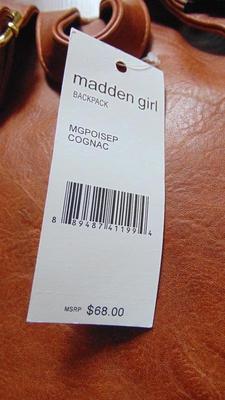 madden girl
BACKPACK
MGPOISEP
COGNAC
8 89487 41199 4
MSRP $68.00